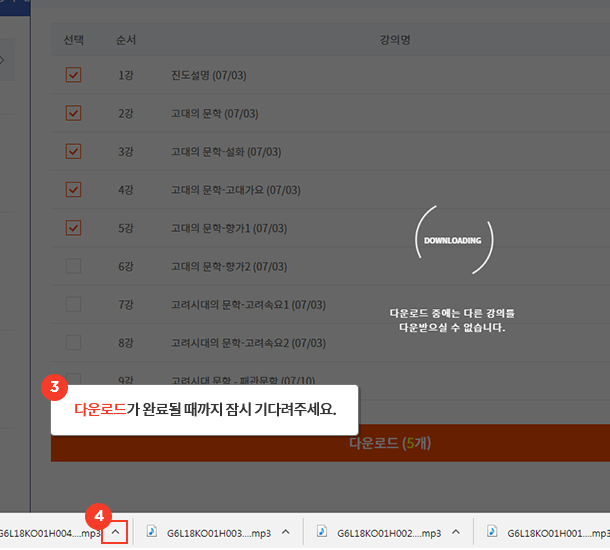 선택 순서 강의명
1강 진도설명 (07/03)
2강 고대의 문학 (07/03)
3강 고대의 문학-설화 (07/03)
4강 고대의 문학-고대가요 (07/03)
5강 고대의 문학-향가1 (07/03)
6강 고대의 문학-향가2 (07/03)
7강 고려시대의 문학-고려속요1 (07/03)
8강 고려시대의 문학-고려속요2 (07/03)
9강 고려시대 문학 - 패관문학 (07/10)
DOWNLOADING
다운로드 중에는 다른 강의를
다운받으실 수 없습니다.
3
다운로드가 완료될 때까지 잠시 기다려주세요.
다운로드 (5개)
4
G6L18KO01H004....mp3 G6L18KO01H003....mp3 G6L18KO01H002....mp3 G6L18KO01H001....mp3